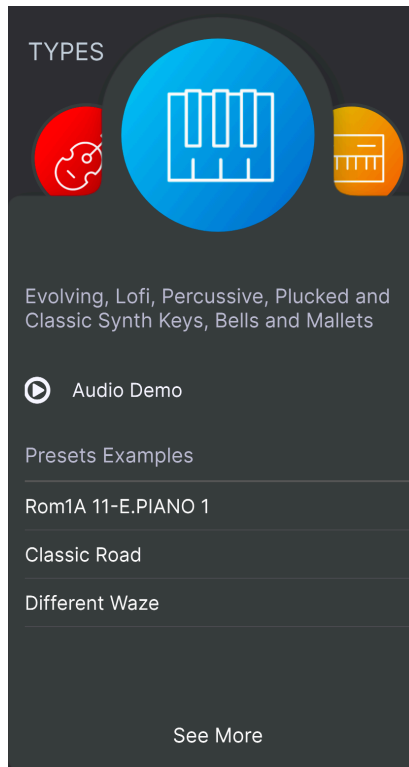 TYPES
Evolving, Lofi, Percussive, Plucked and
Classic Synth Keys, Bells and Mallets
Audio Demo
Presets Examples
Rom1A 11-E.PIANO 1
Classic Road
Different Waze
See More